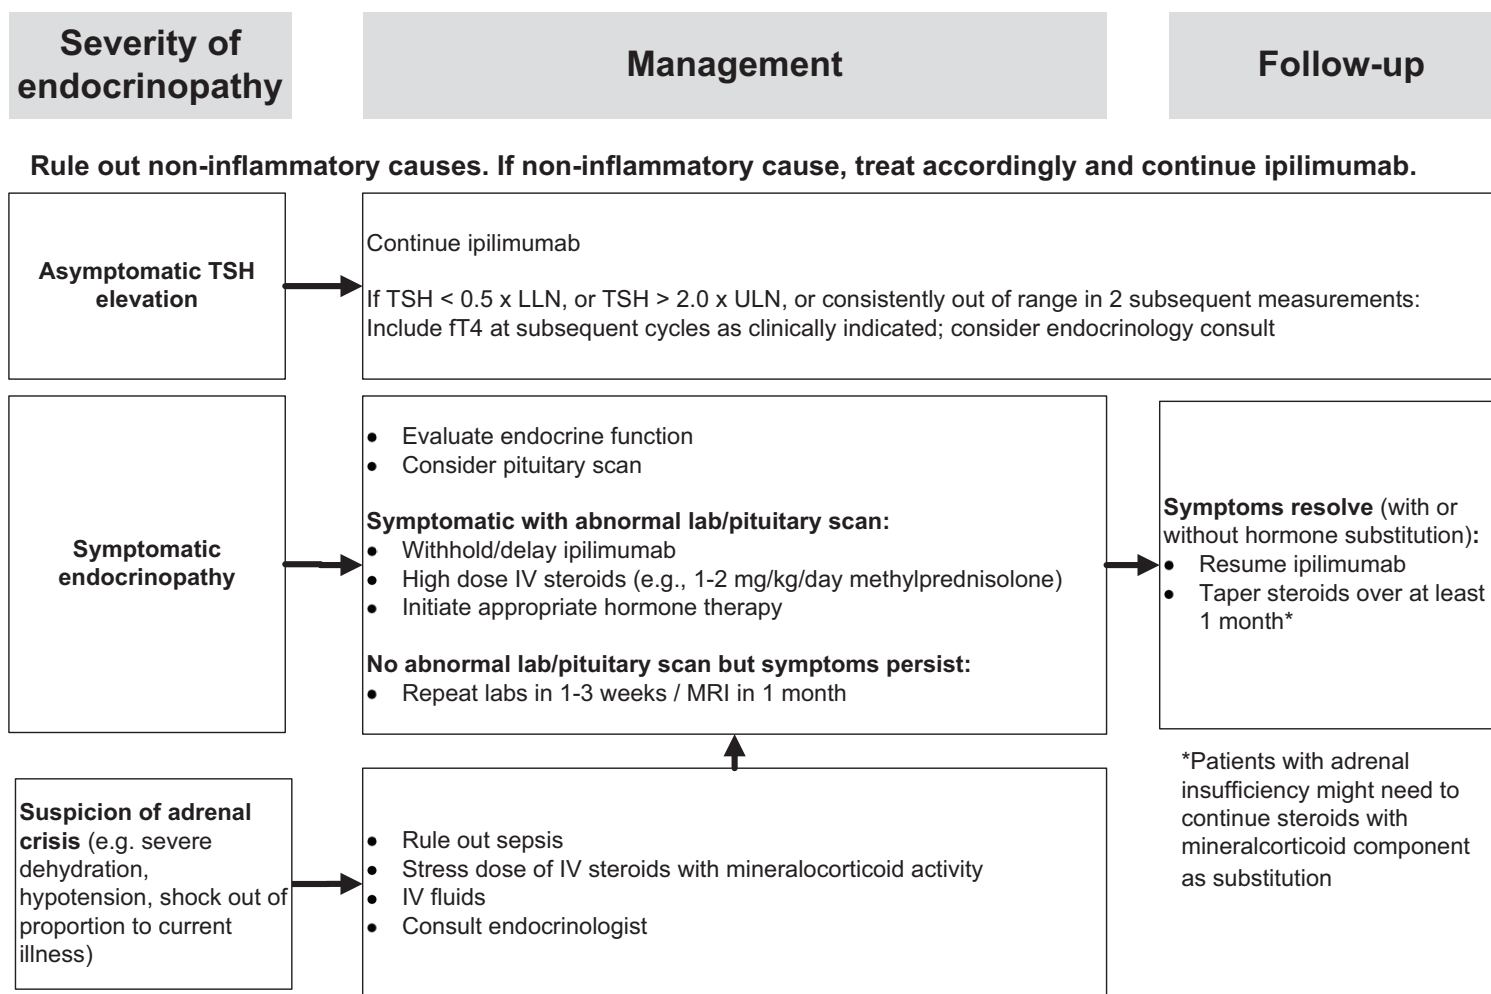 Severity of
endocrinopathy
Management
Follow-up
Rule out non-inflammatory causes. If non-inflammatory cause, treat accordingly and continue ipilimumab.
Asymptomatic TSH
elevation
Continue ipilimumab
If TSH < 0.5 x LLN, or TSH > 2.0 x ULN, or consistently out of range in 2 subsequent measurements:
Include fT4 at subsequent cycles as clinically indicated; consider endocrinology consult
Symptomatic
endocrinopathy
• Evaluate endocrine function
• Consider pituitary scan
Symptomatic with abnormal lab/pituitary scan:
• Withhold/delay ipilimumab
• High dose IV steroids (e.g., 1-2 mg/kg/day methylprednisolone)
• Initiate appropriate hormone therapy
No abnormal lab/pituitary scan but symptoms persist:
• Repeat labs in 1-3 weeks / MRI in 1 month
Symptoms resolve (with or
without hormone substitution):
• Resume ipilimumab
• Taper steroids over at least
1 month*
*Patients with adrenal
insufficiency might need to
continue steroids with
mineralcorticoid component
as substitution
Suspicion of adrenal
crisis (e.g. severe
dehydration,
hypotension, shock out of
proportion to current
illness)
• Rule out sepsis
• Stress dose of IV steroids with mineralocorticoid activity
• IV fluids
• Consult endocrinologist